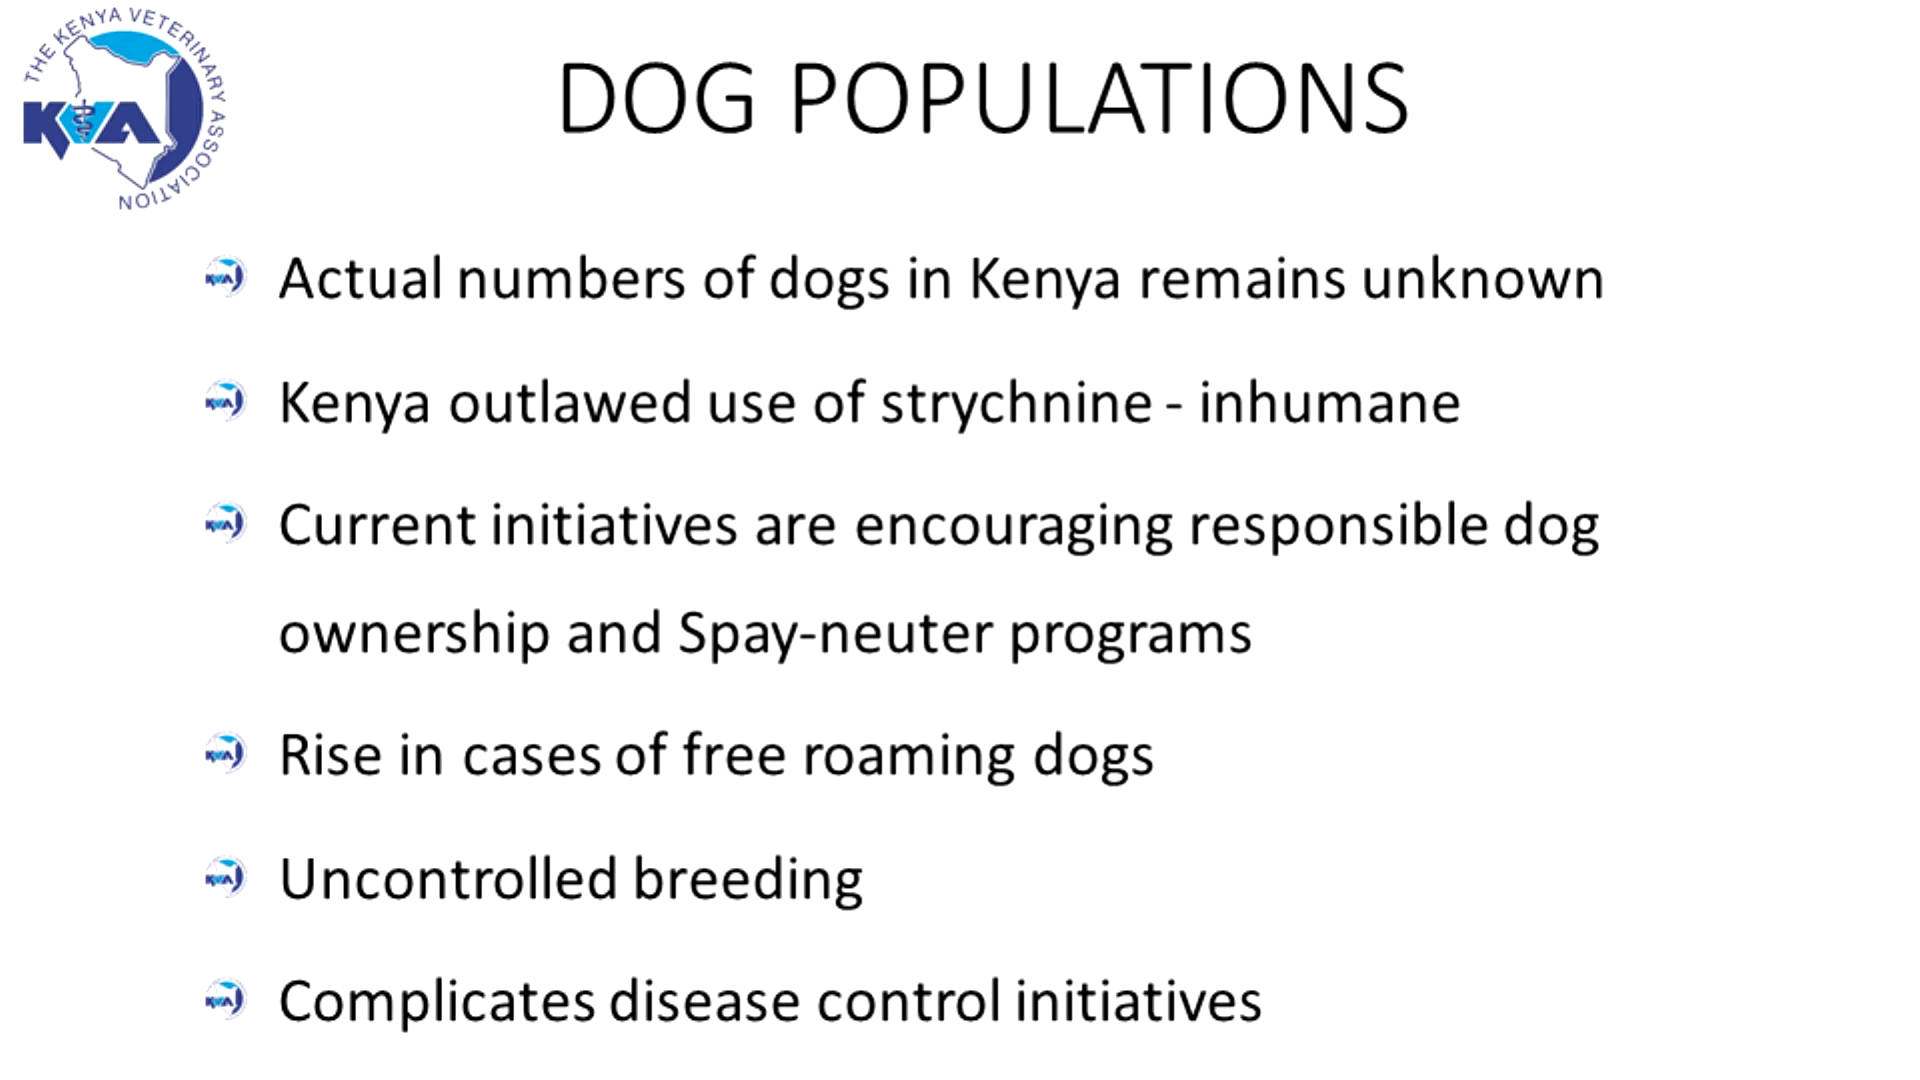 THE KENYA VETERINARY ASSOCIATION
KVA
DOG POPULATIONS
Actual numbers of dogs in Kenya remains unknown
Kenya outlawed use of strychnine - inhumane
Current initiatives are encouraging responsible dog
ownership and Spay-neuter programs
Rise in cases of free roaming dogs
Uncontrolled breeding
Complicates disease control initiatives